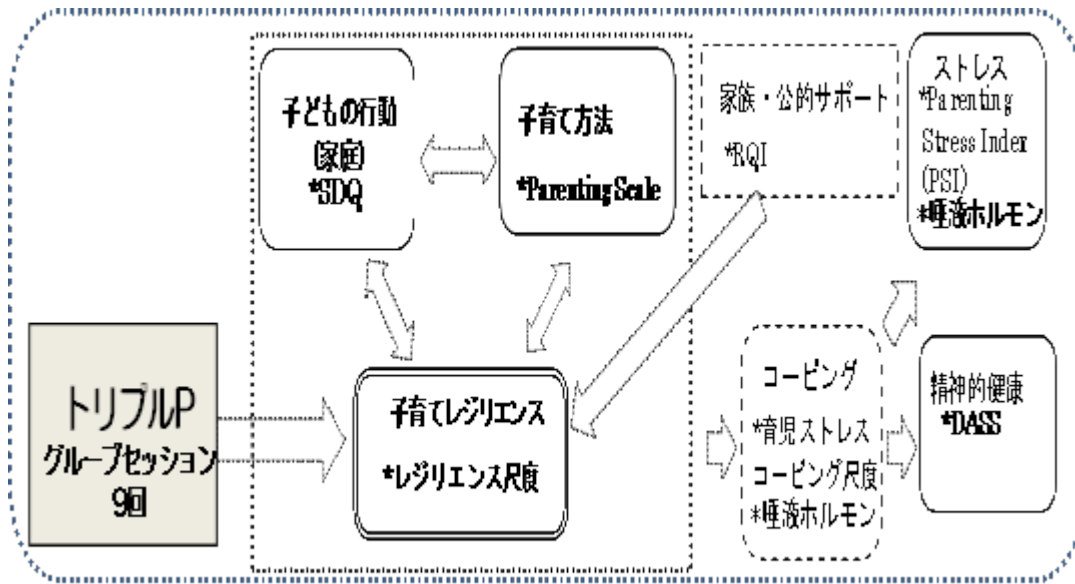 子どもの行動
(家庭)
*SDQ
子育て方法
*Parenting Scale
家族・公的サポート
*RQI
ストレス
*Parenting
Stress Index
(PSI)
*唾液ホルモン
トリプルP
グループセッション
9回
子育てレジリエンス
*レジリエンス尺度
コーピング
*育児ストレス
コーピング尺度
*唾液ホルモン
精神的健康
*DASS